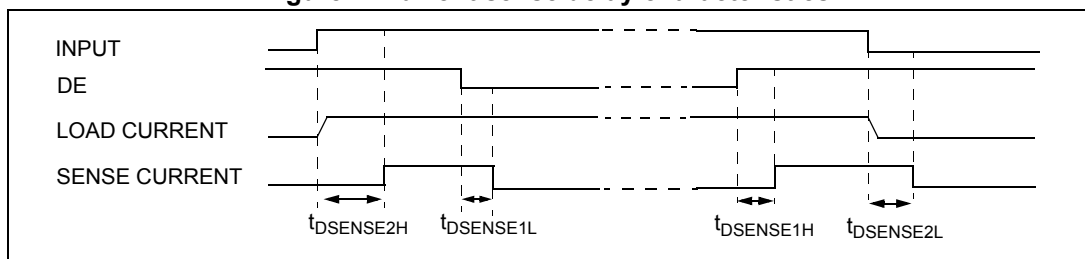 INPUT
DE
LOAD CURRENT
SENSE CURRENT
tDSENSE2H
tDSENSE1L
tDSENSE1H
tDSENSE2L